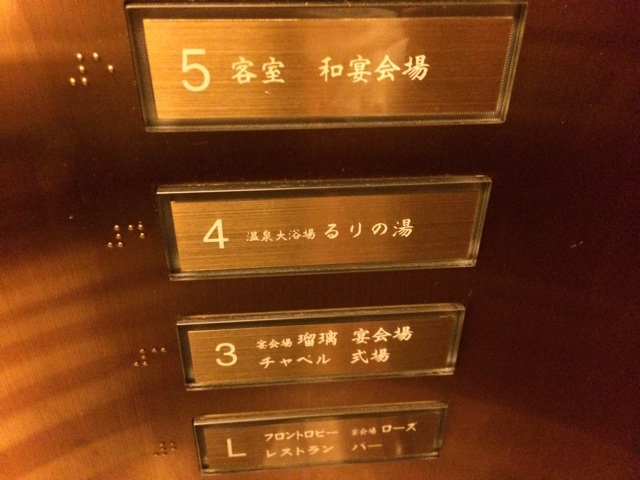 5 客室 和宴会場
4 温泉大浴場 るりの湯
3 宴会場 瑠璃 宴会場
チャペル 式場
L フロントロビー 宴会場 ローズ
レストラン バー